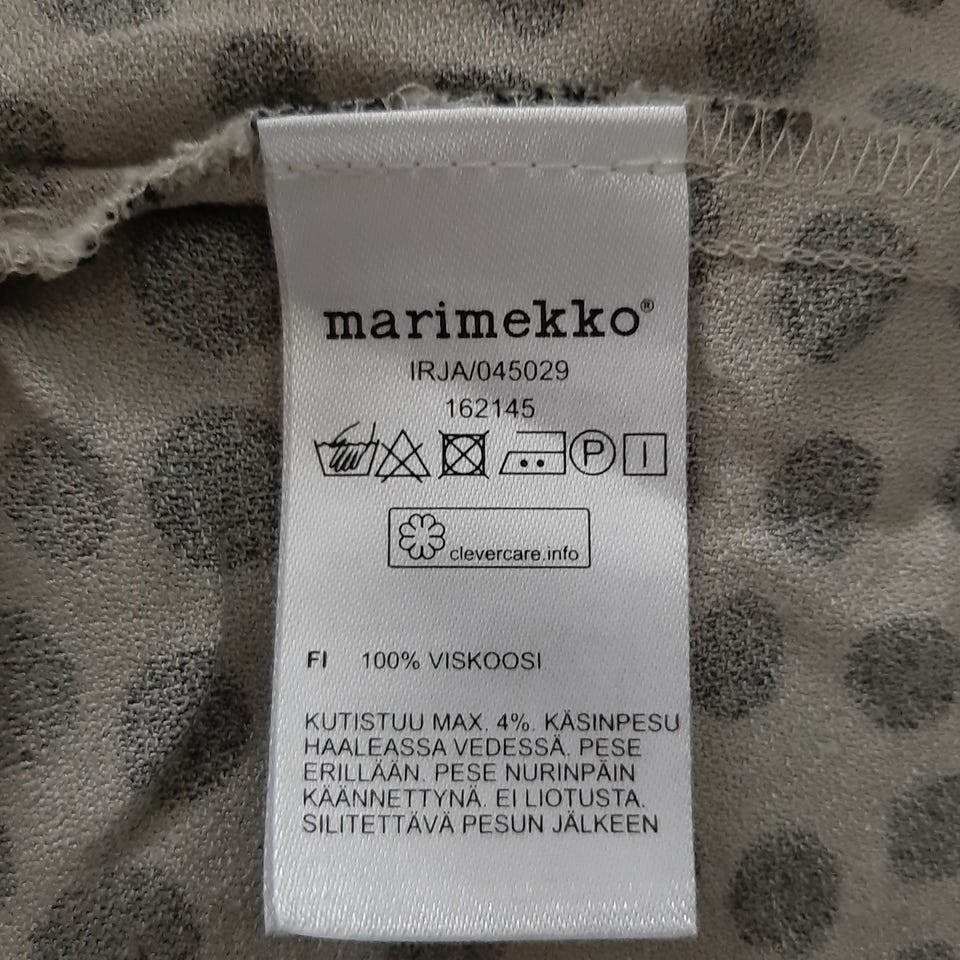 marimekko®
IRJA/045029
162145
P
clevercare.info
FI 100% VISKOOSI
KUTISTUU MAX. 4%. KÄSINPESU
HAALEASSA VEDESSÄ. PESE
ERILLÄÄN. PESE NURINPÄIN
KÄÄNNETTYNÄ. EI LIOTUSTA.
SILITETTÄVÄ PESUN JÄLKEEN